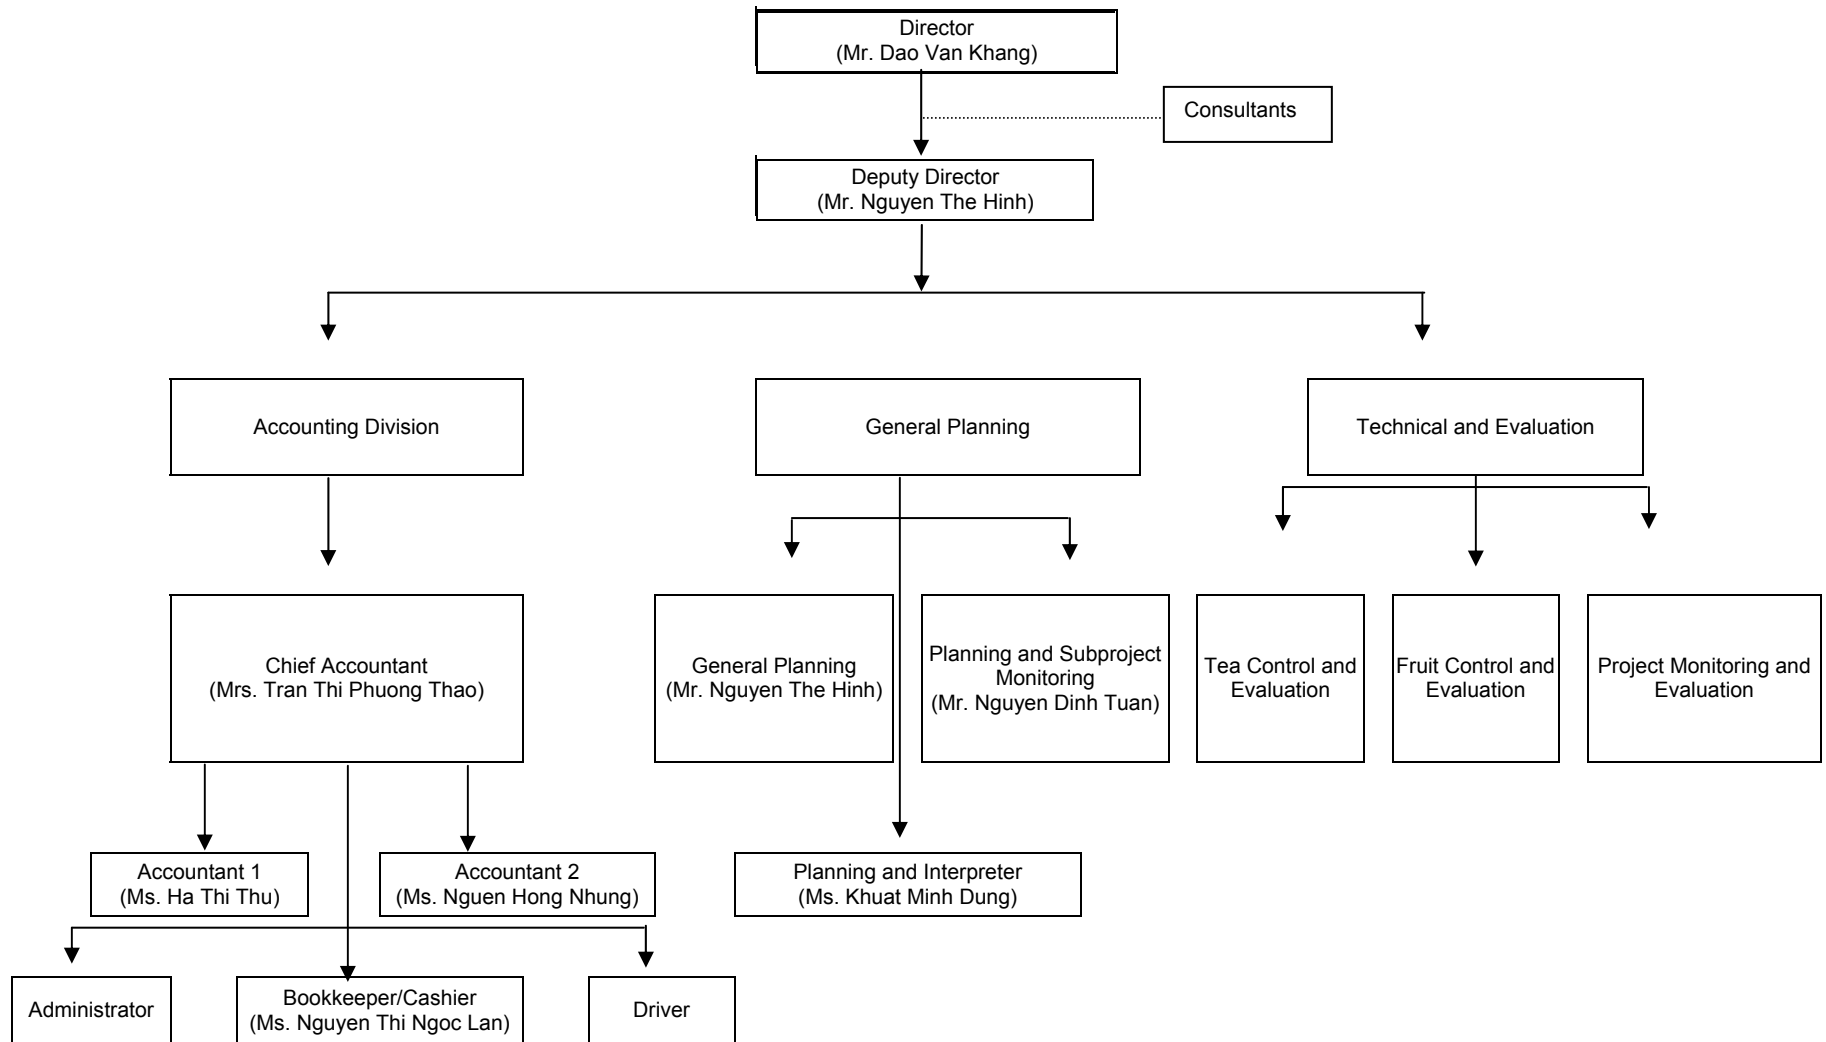 Director
(Mr. Dao Van Khang)
Consultants
Deputy Director
(Mr. Nguyen The Hinh)
Accounting Division
General Planning
Technical and Evaluation
Chief Accountant
(Mrs. Tran Thi Phuong Thao)
General Planning
(Mr. Nguyen The Hinh)
Planning and Subproject
Monitoring
(Mr. Nguyen Dinh Tuan)
Tea Control and
Evaluation
Fruit Control and
Evaluation
Project Monitoring and
Evaluation
Accountant 1
(Ms. Ha Thi Thu)
Accountant 2
(Ms. Nguen Hong Nhung)
Planning and Interpreter
(Ms. Khuat Minh Dung)
Administrator
Bookkeeper/Cashier
(Ms. Nguyen Thi Ngoc Lan)
Driver